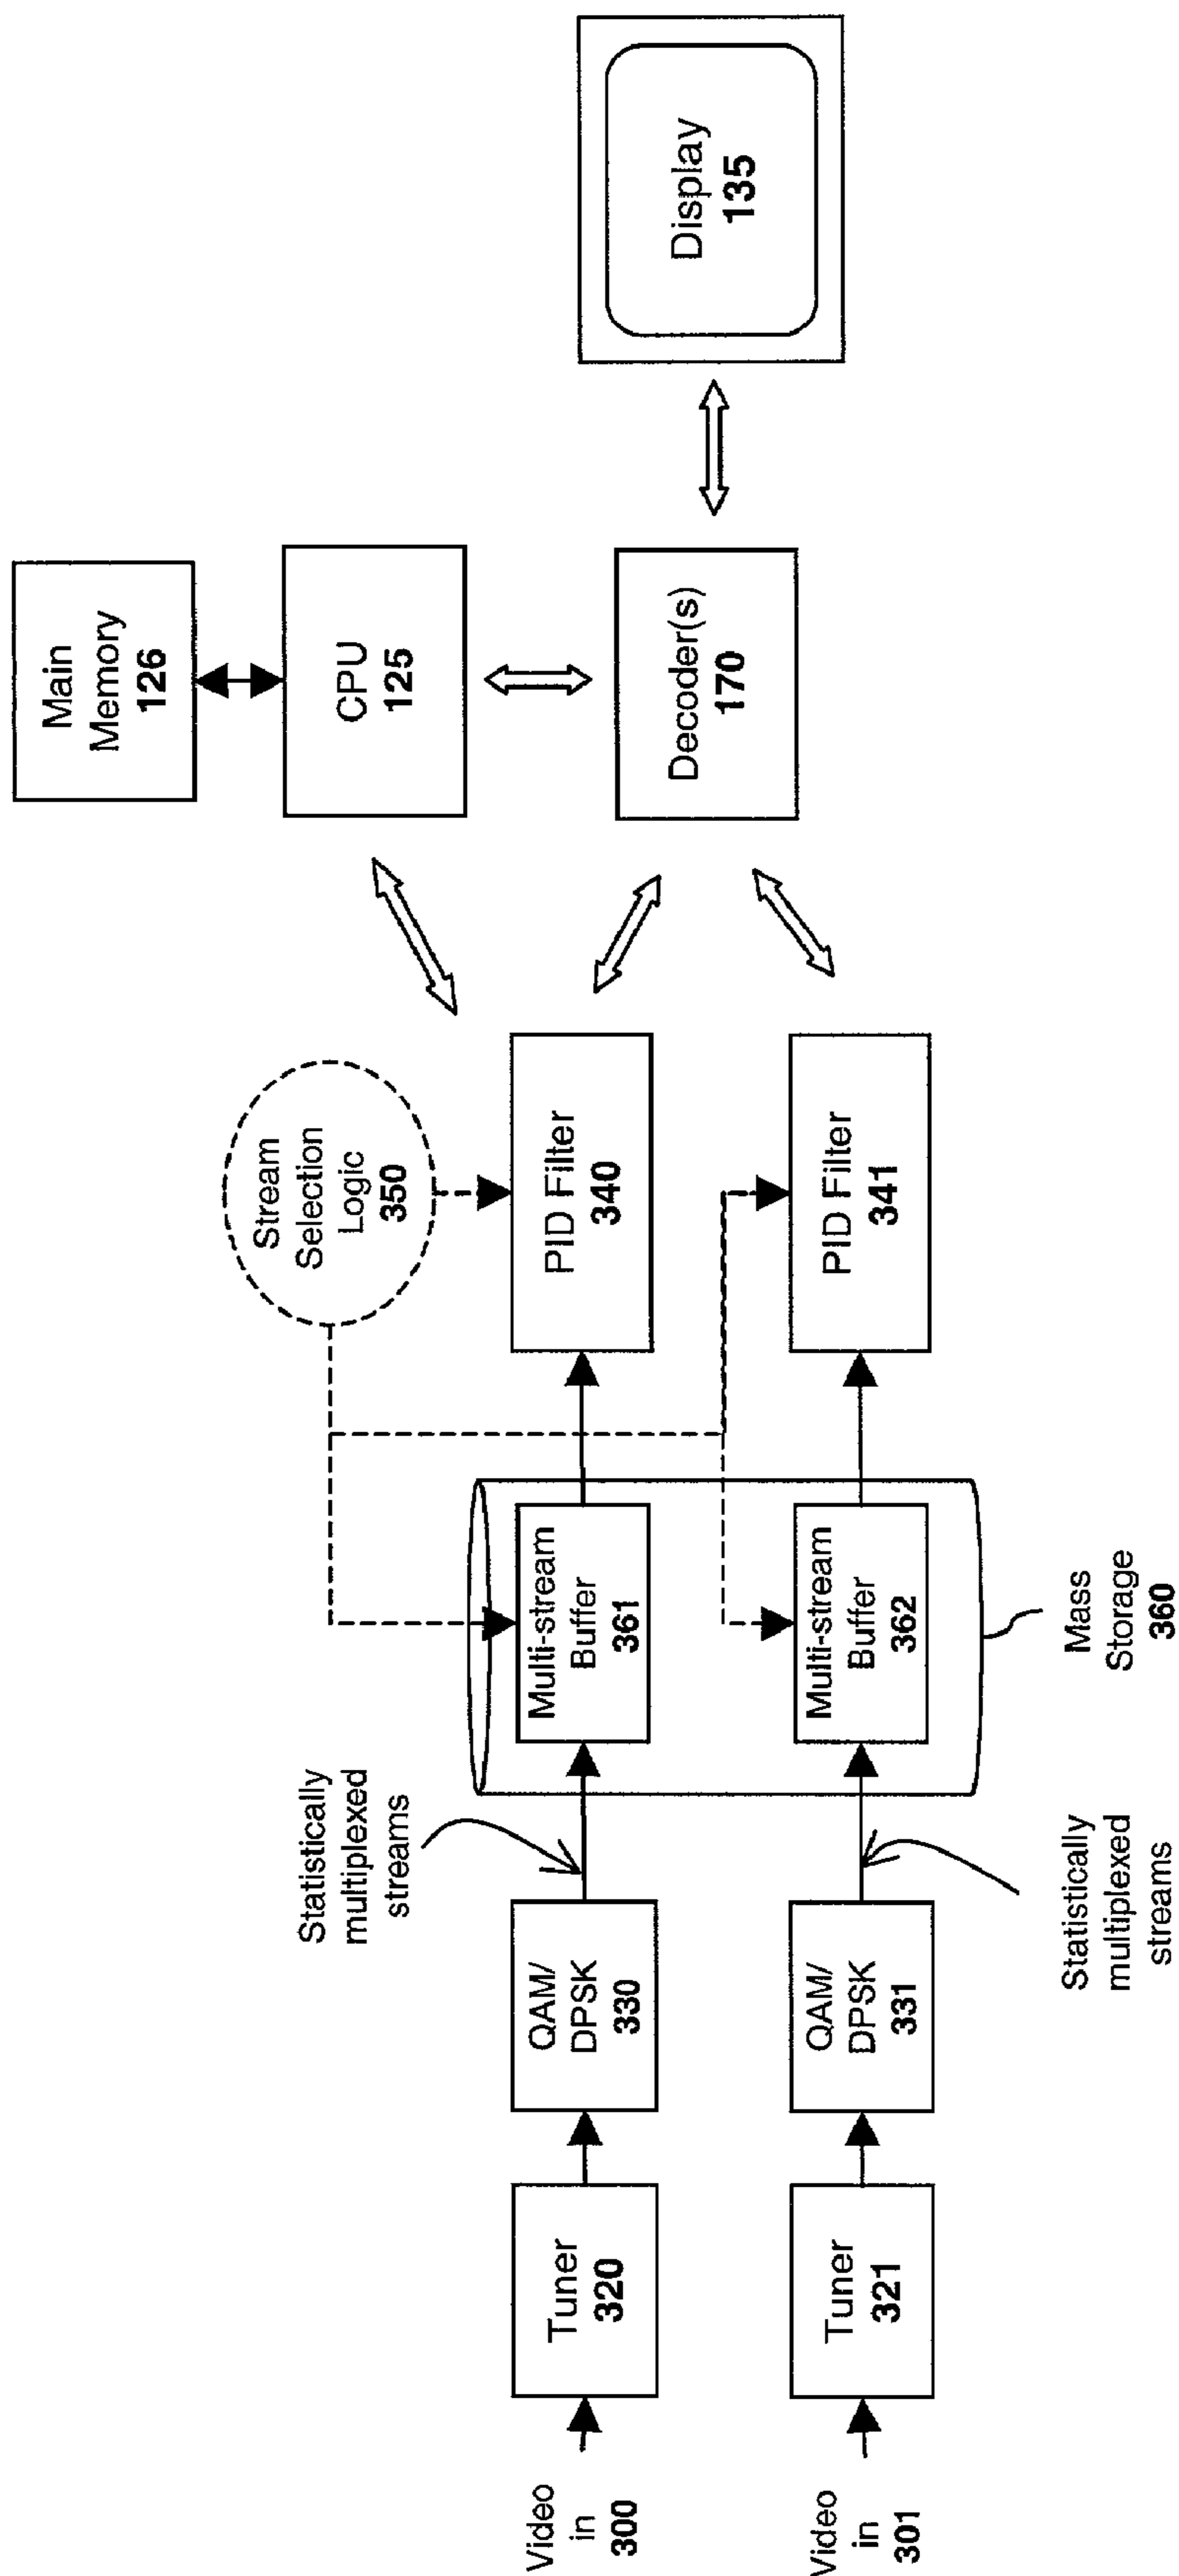 Main
Memory
126
CPU
125
Decoder(s)
170
Display
135
Stream
Selection
Logic
350
Statistically
multiplexed
streams
Video
in
300
Tuner
320
QAM/
DPSK
330
Multi-stream
Buffer
361
PID Filter
340
Video
in
301
Tuner
321
QAM/
DPSK
331
Multi-stream
Buffer
362
PID Filter
341
Statistically
multiplexed
streams
Mass
Storage
360